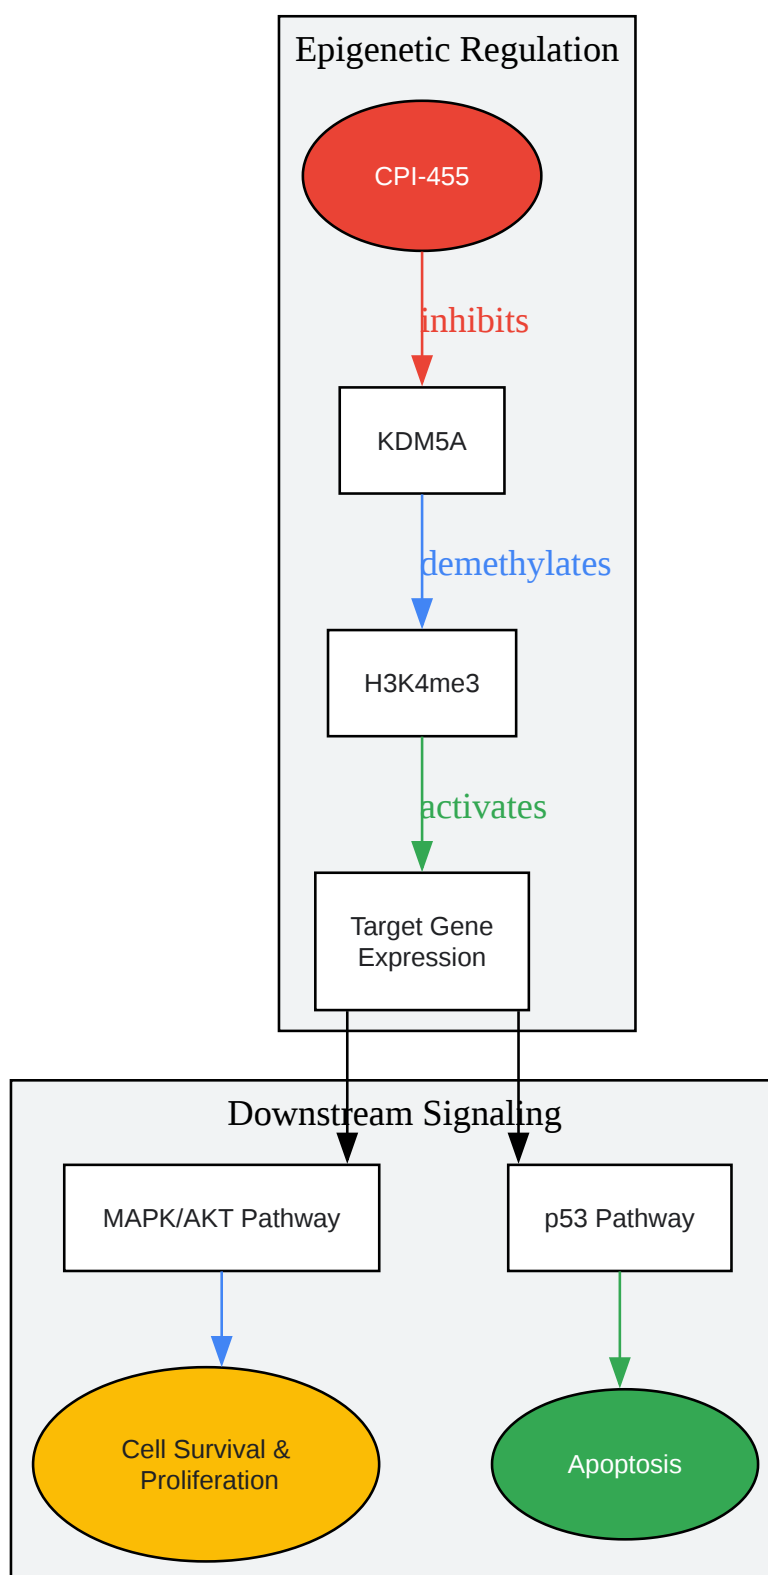 Epigenetic Regulation
CPI-455
inhibits
KDM5A
demethylates
H3K4me3
activates
Target Gene
Expression
Downstream Signaling
MAPK/AKT Pathway
p53 Pathway
Cell Survival &
Proliferation
Apoptosis